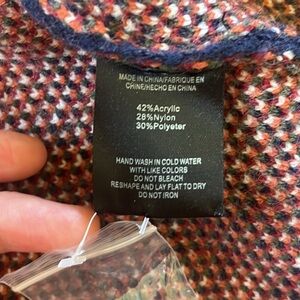 MADE IN CHINA/FABRIQUE EN
CHINE/HECHO EN CHINA
42%Acrylic
28%Nylon
30%Polyeter
HAND WASH IN COLD WATER
WITH LIKE COLORS
DO NOT BLEACH
RESHAPE AND LAY FLAT TO DRY
DO NOT IRON